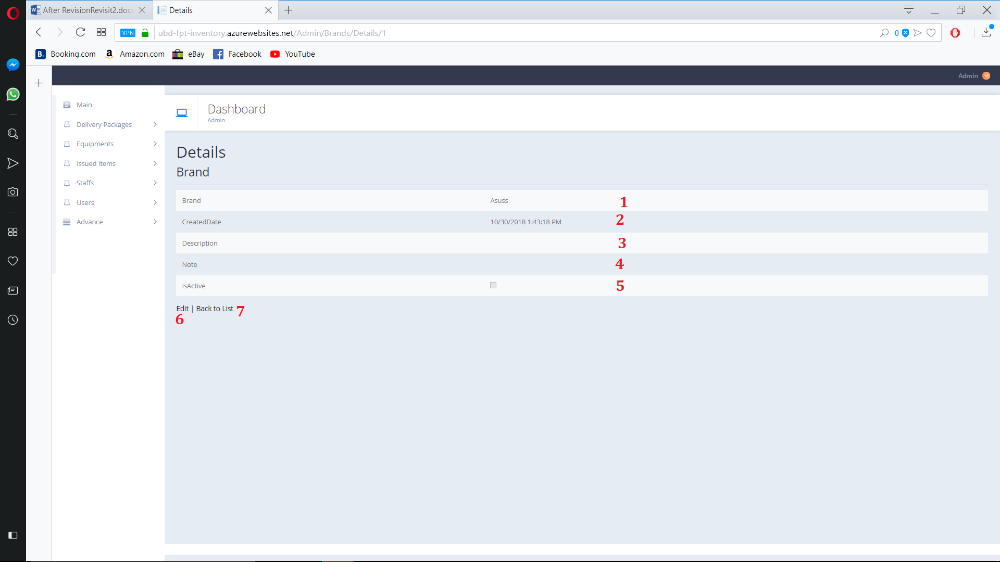 After RevisionRevisit2.docx
Details
VPN
ubd-fpt-inventory.azurewebsites.net/Admin/Brands/Details/1
0
B. Booking.com
a Amazon.com
eBay
Facebook
YouTube
Admin
Main
Delivery Packages
Equipments
Issued Items
Staffs
Users
Advance
Dashboard
Admin
Details
Brand
Brand Asuss 1
CreatedDate 10/30/2018 1:43:18 PM 2
Description 3
Note 4
IsActive 5
Edit | Back to List 7
6